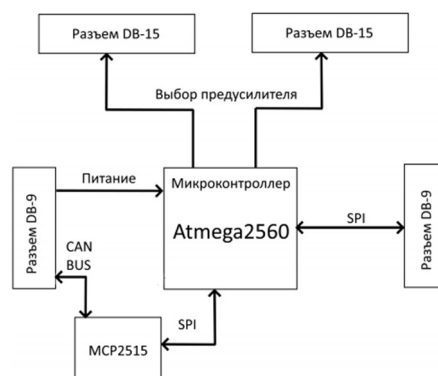 Разъем DB-15
Разъем DB-15
Выбор предусилителя
Питание
Микроконтроллер
Atmega2560
Разъем DB-9
SPI
Разъем DB-9
CAN
BUS
SPI
MCP2515